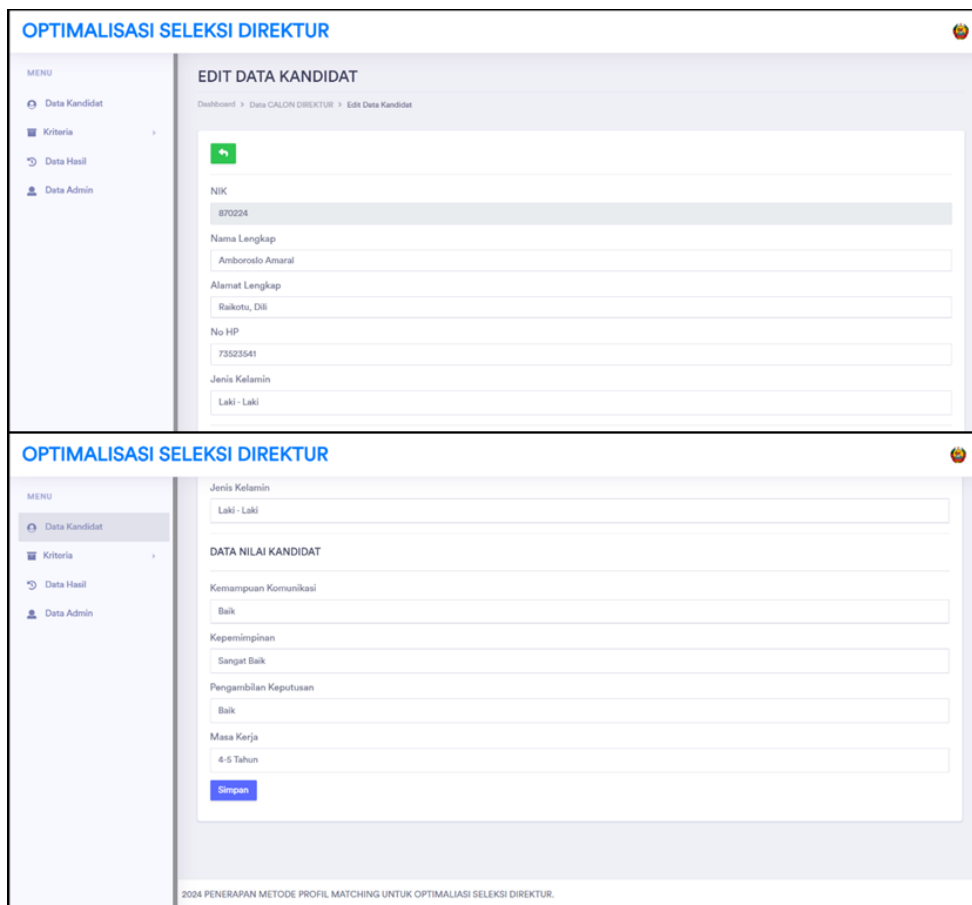 OPTIMALISASI SELEKSI DIREKTUR
MENU
Data Kandidat
Kriteria
Data Hasil
Data Admin
EDIT DATA KANDIDAT
Dashboard > Data CALON DIREKTUR > Edit Data Kandidat
NIK
870224
Nama Lengkap
Amboroslo Amaral
Alamat Lengkap
Raikotu, Dili
No HP
73523541
Jenis Kelamin
Laki - Laki
OPTIMALISASI SELEKSI DIREKTUR
MENU
Data Kandidat
Kriteria
Data Hasil
Data Admin
Jenis Kelamin
Laki - Laki
DATA NILAI KANDIDAT
Kemampuan Komunikasi
Baik
Kepemimpinan
Sangat Baik
Pengambilan Keputusan
Baik
Masa Kerja
4-5 Tahun
Simpan
2024 PENERAPAN METODE PROFIL MATCHING UNTUK OPTIMALIASI SELEKSI DIREKTUR.